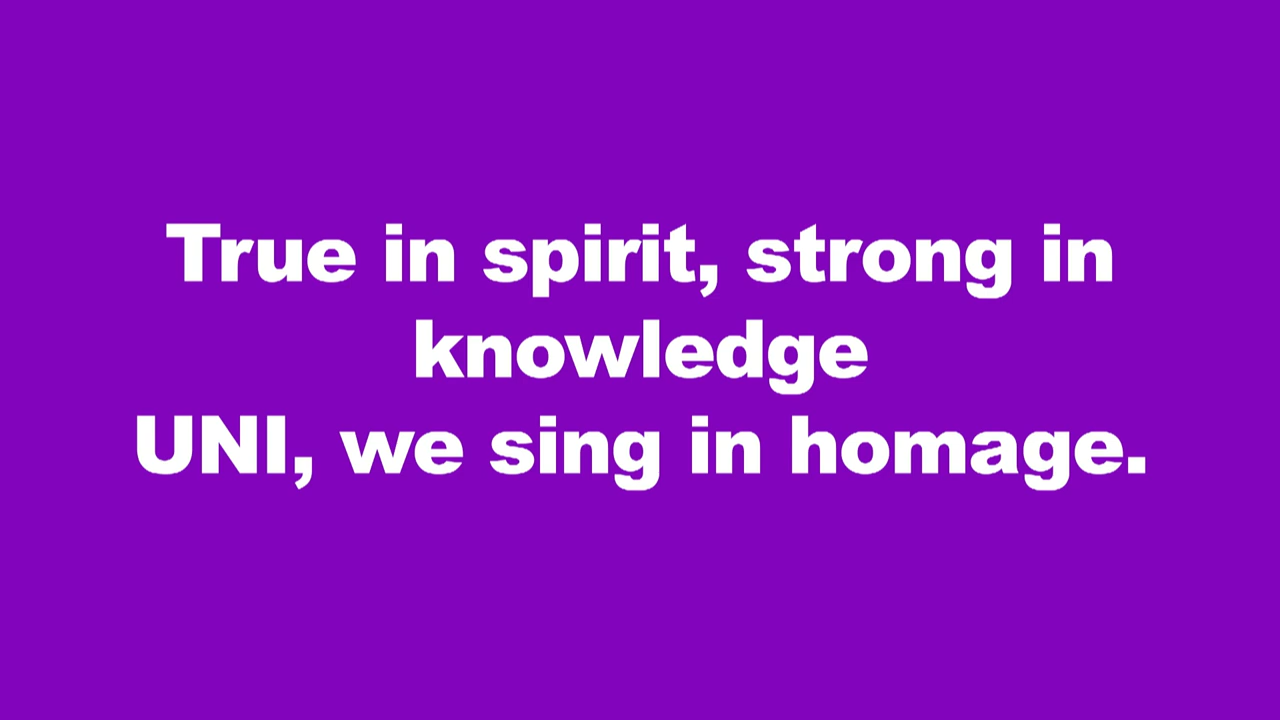 True in spirit, strong in
knowledge
UNI, we sing in homage.